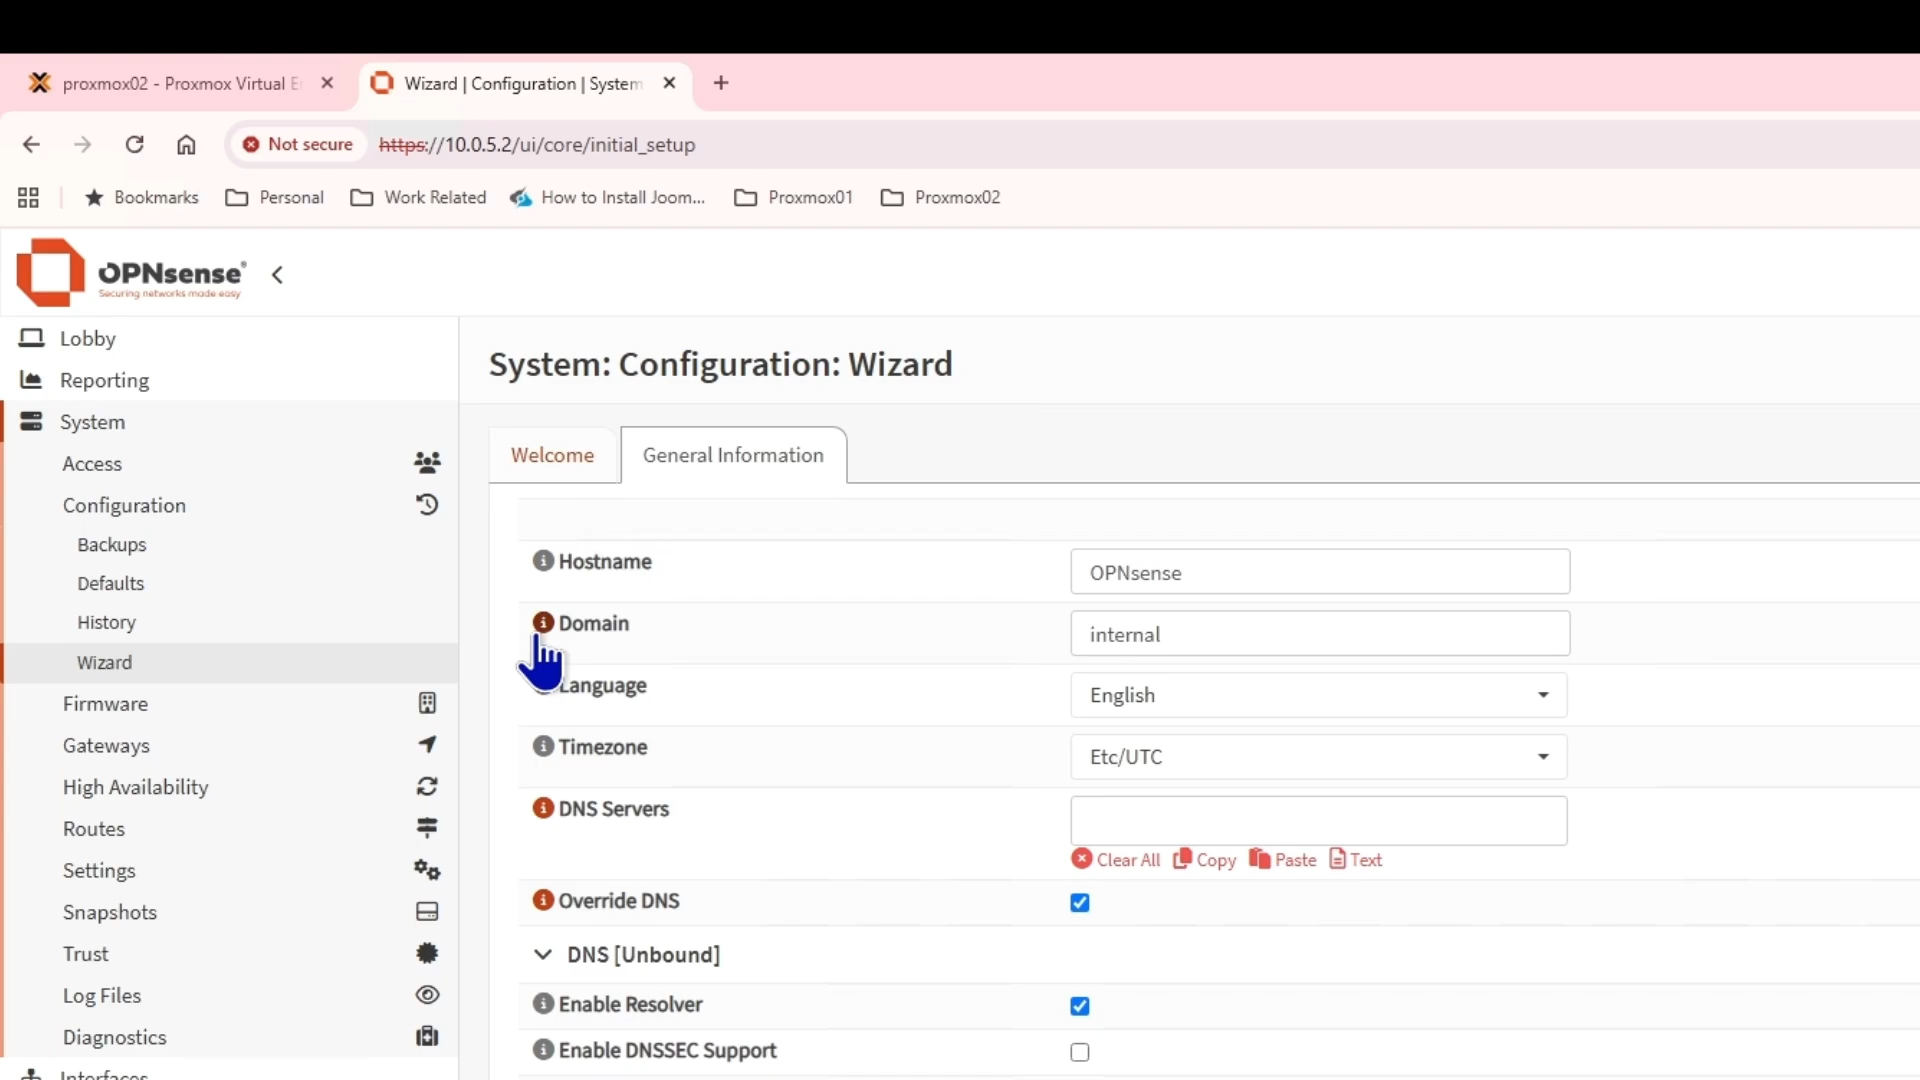 proxmox02 - Proxmox Virtual E
Wizard | Configuration | System
Not secure
https://10.0.5.2/ui/core/initial_setup
Bookmarks
Personal
Work Related
How to Install Joom...
Proxmox01
Proxmox02
OPNsense®
Securing networks made easy
Lobby
Reporting
System
Access
Configuration
Backups
Defaults
History
Wizard
Firmware
Gateways
High Availability
Routes
Settings
Snapshots
Trust
Log Files
Diagnostics
Interfaces
System: Configuration: Wizard
Welcome
General Information
Hostname
OPNsense
Domain
internal
Language
English
Timezone
Etc/UTC
DNS Servers
Clear All Copy Paste Text
Override DNS
DNS [Unbound]
Enable Resolver
Enable DNSSEC Support